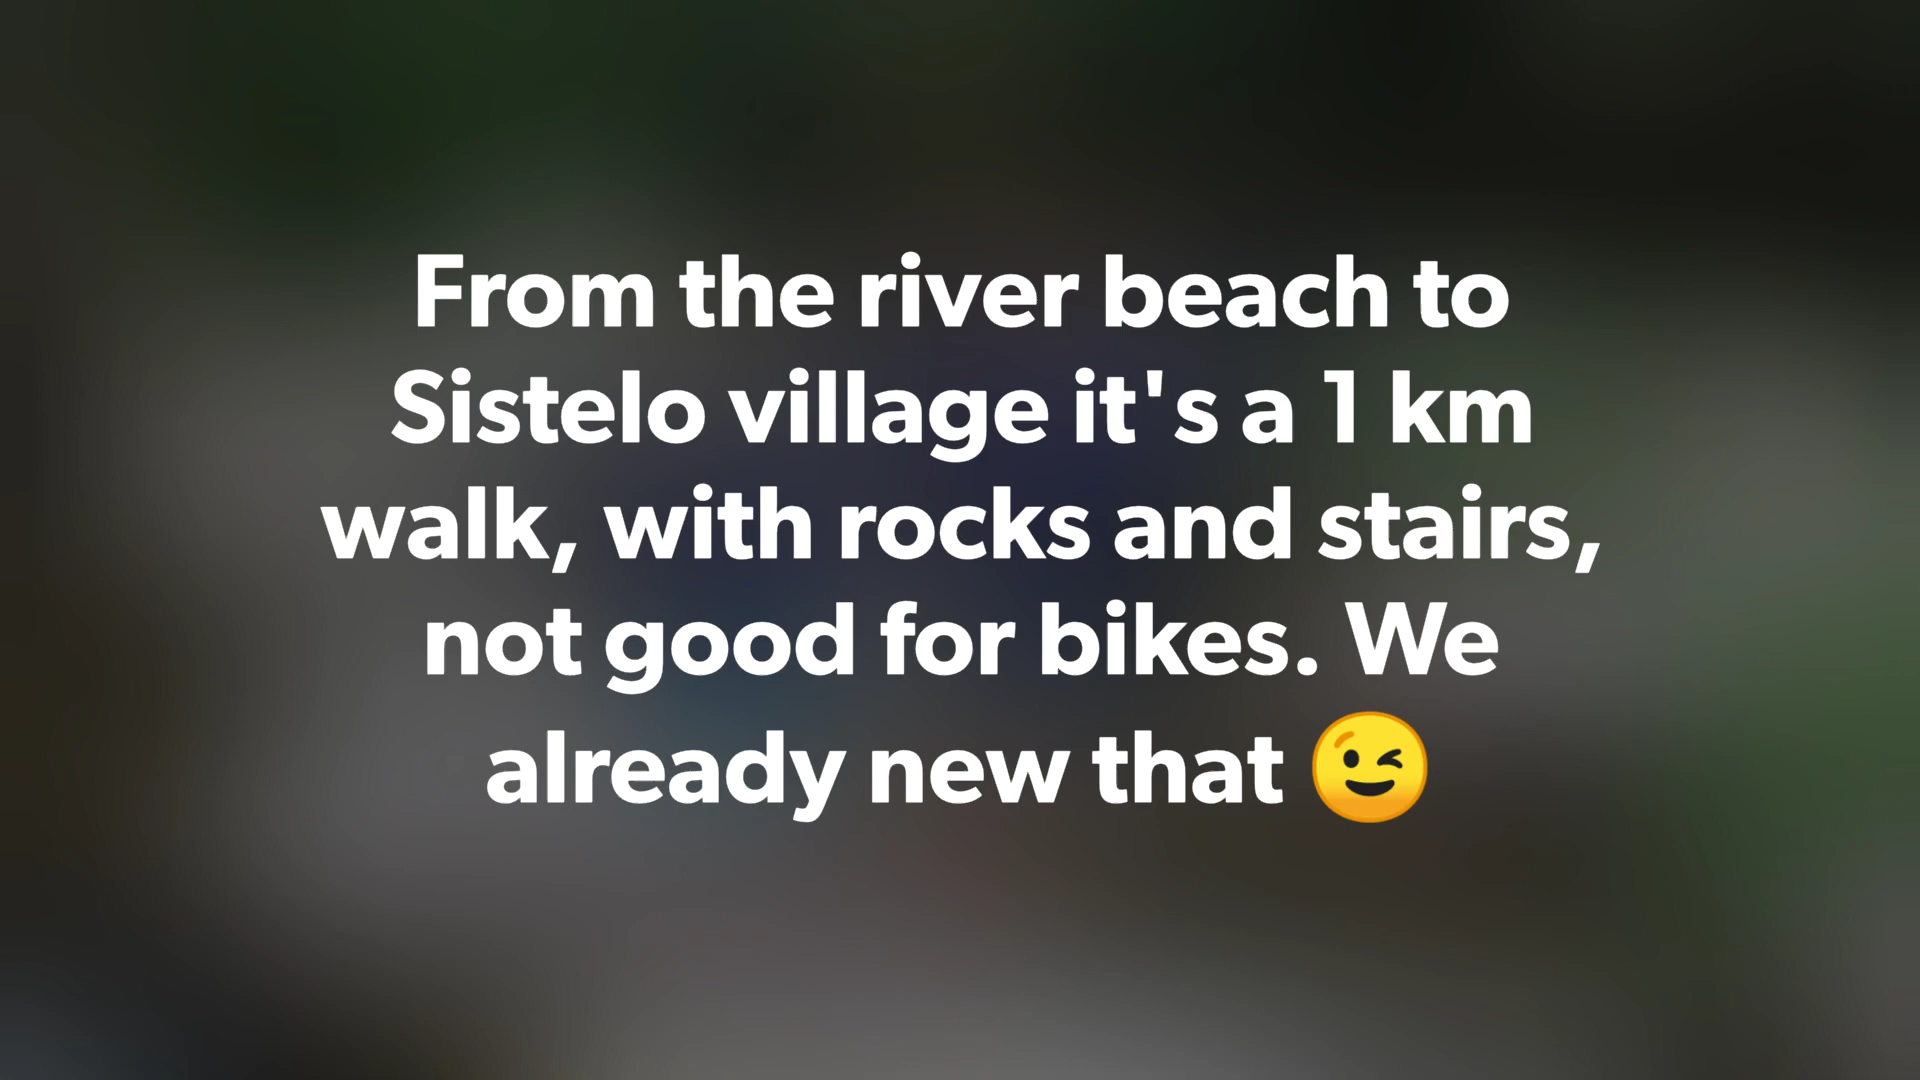 From the river beach to
Sistelo village it's a 1 km
walk, with rocks and stairs,
not good for bikes. We
already new that 😉